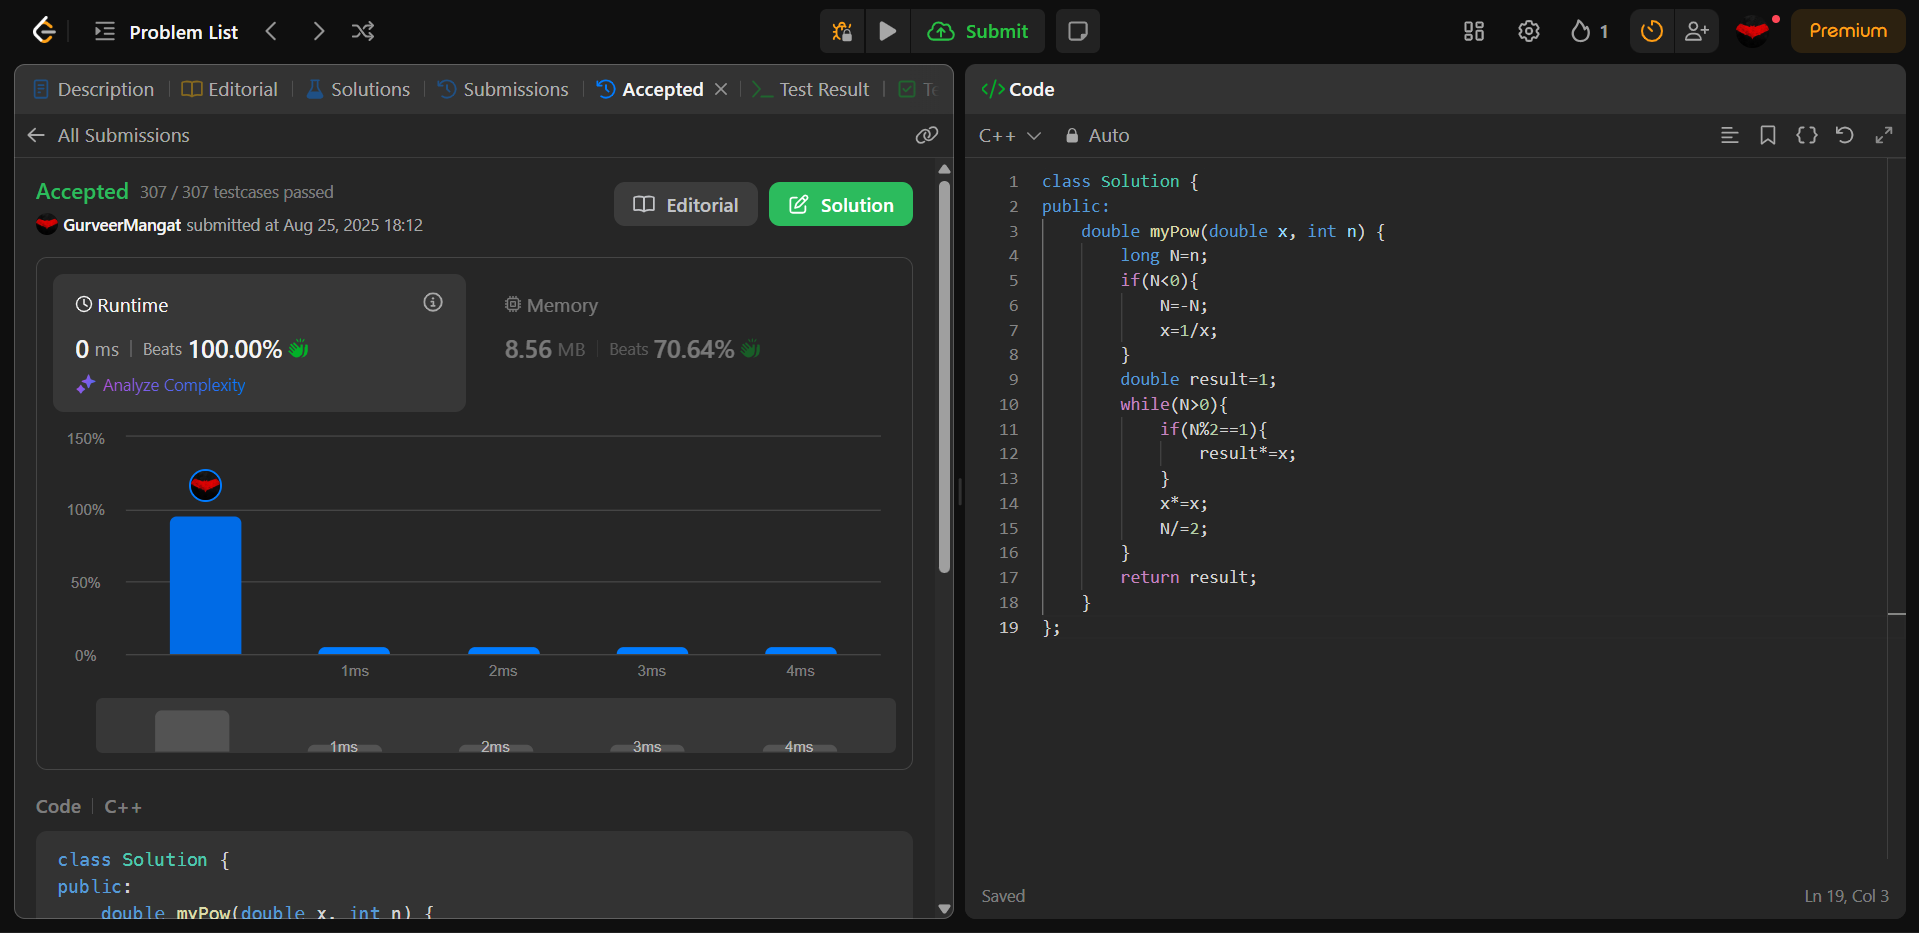 Problem List
Submit
1
Premium
Description
Editorial
Solutions
Submissions
Accepted
Test Result
All Submissions
Accepted 307 / 307 testcases passed
GurveerMangat submitted at Aug 25, 2025 18:12
Editorial
Solution
Runtime
0 ms | Beats 100.00%
Analyze Complexity
Memory
8.56 MB | Beats 70.64%
150%
100%
50%
0%
1ms 2ms 3ms 4ms
1ms 2ms 3ms 4ms
Code | C++
class Solution {
public:
    double myPow(double x, int n) {
</> Code
C++ Auto
1 class Solution {
2 public:
3     double myPow(double x, int n) {
4         long N=n;
5         if(N<0){
6             N=-N;
7             x=1/x;
8         }
9         double result=1;
10         while(N>0){
11             if(N%2==1){
12                 result*=x;
13             }
14             x*=x;
15             N/=2;
16         }
17         return result;
18     }
19 };
Saved
Ln 19, Col 3